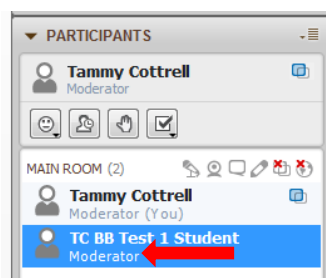 PARTICIPANTS
Tammy Cottrell
Moderator
MAIN ROOM (2)
Tammy Cottrell
Moderator (You)
TC BB Test 1 Student
Moderator